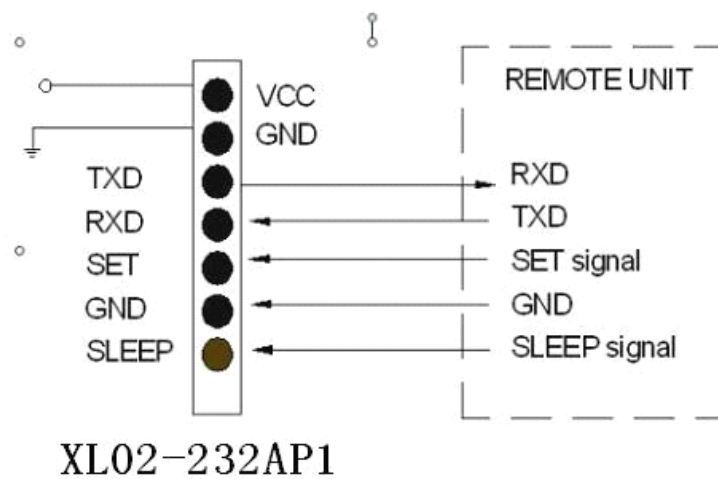 REMOTE UNIT
VCC
GND
TXD
RXD
RXD
TXD
SET
SET signal
GND
GND
SLEEP
SLEEP signal
XL02-232AP1